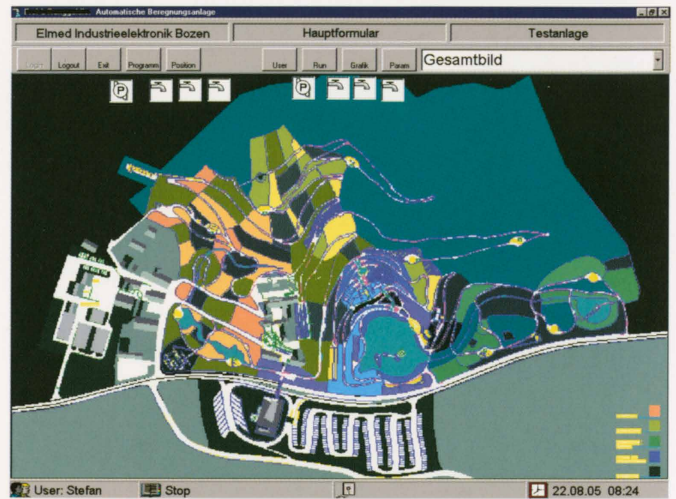 Automatische Beregnungsanlage
Elmed Industrieelektronik Bozen Hauptformular Testanlage
Logout Exit Programm Position User Run Grafik Param Gesamtbild
P P
User: Stefan Stop 22.08.05 08:24